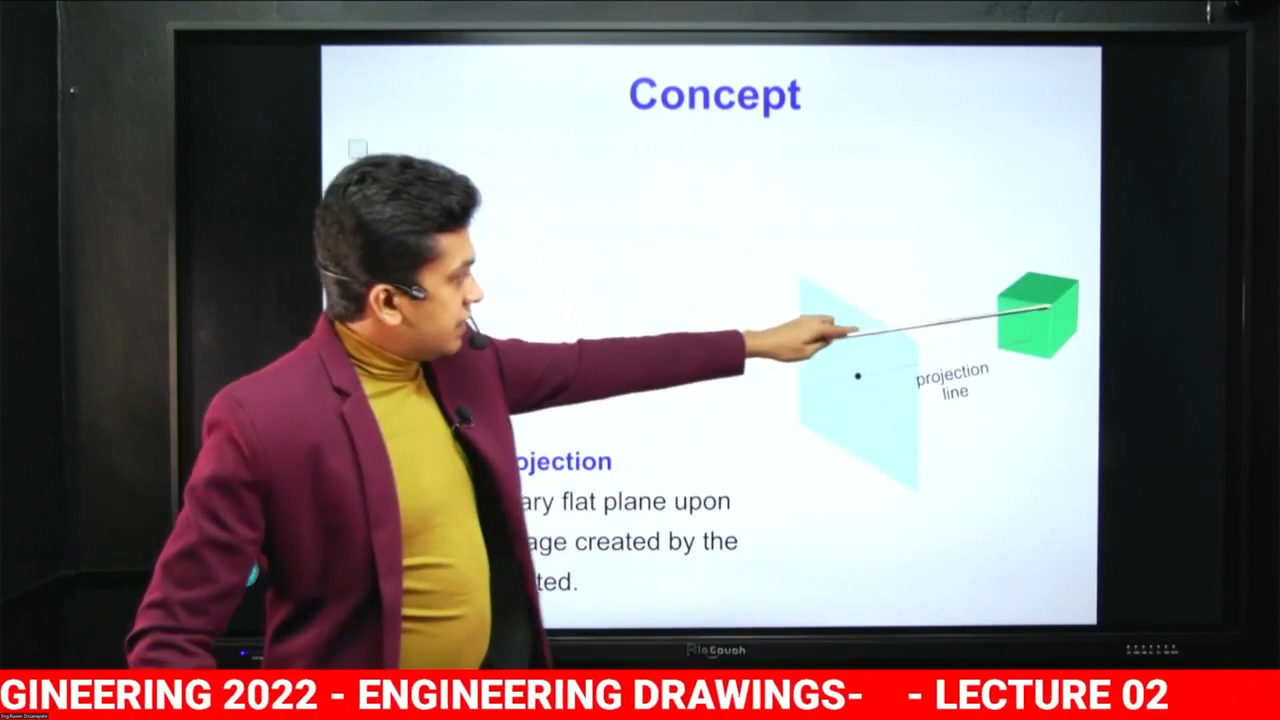 Concept
projection
line
ojection
ary flat plane upon
age created by the
ted.
GINEERING 2022 - ENGINEERING DRAWINGS- - LECTURE 02